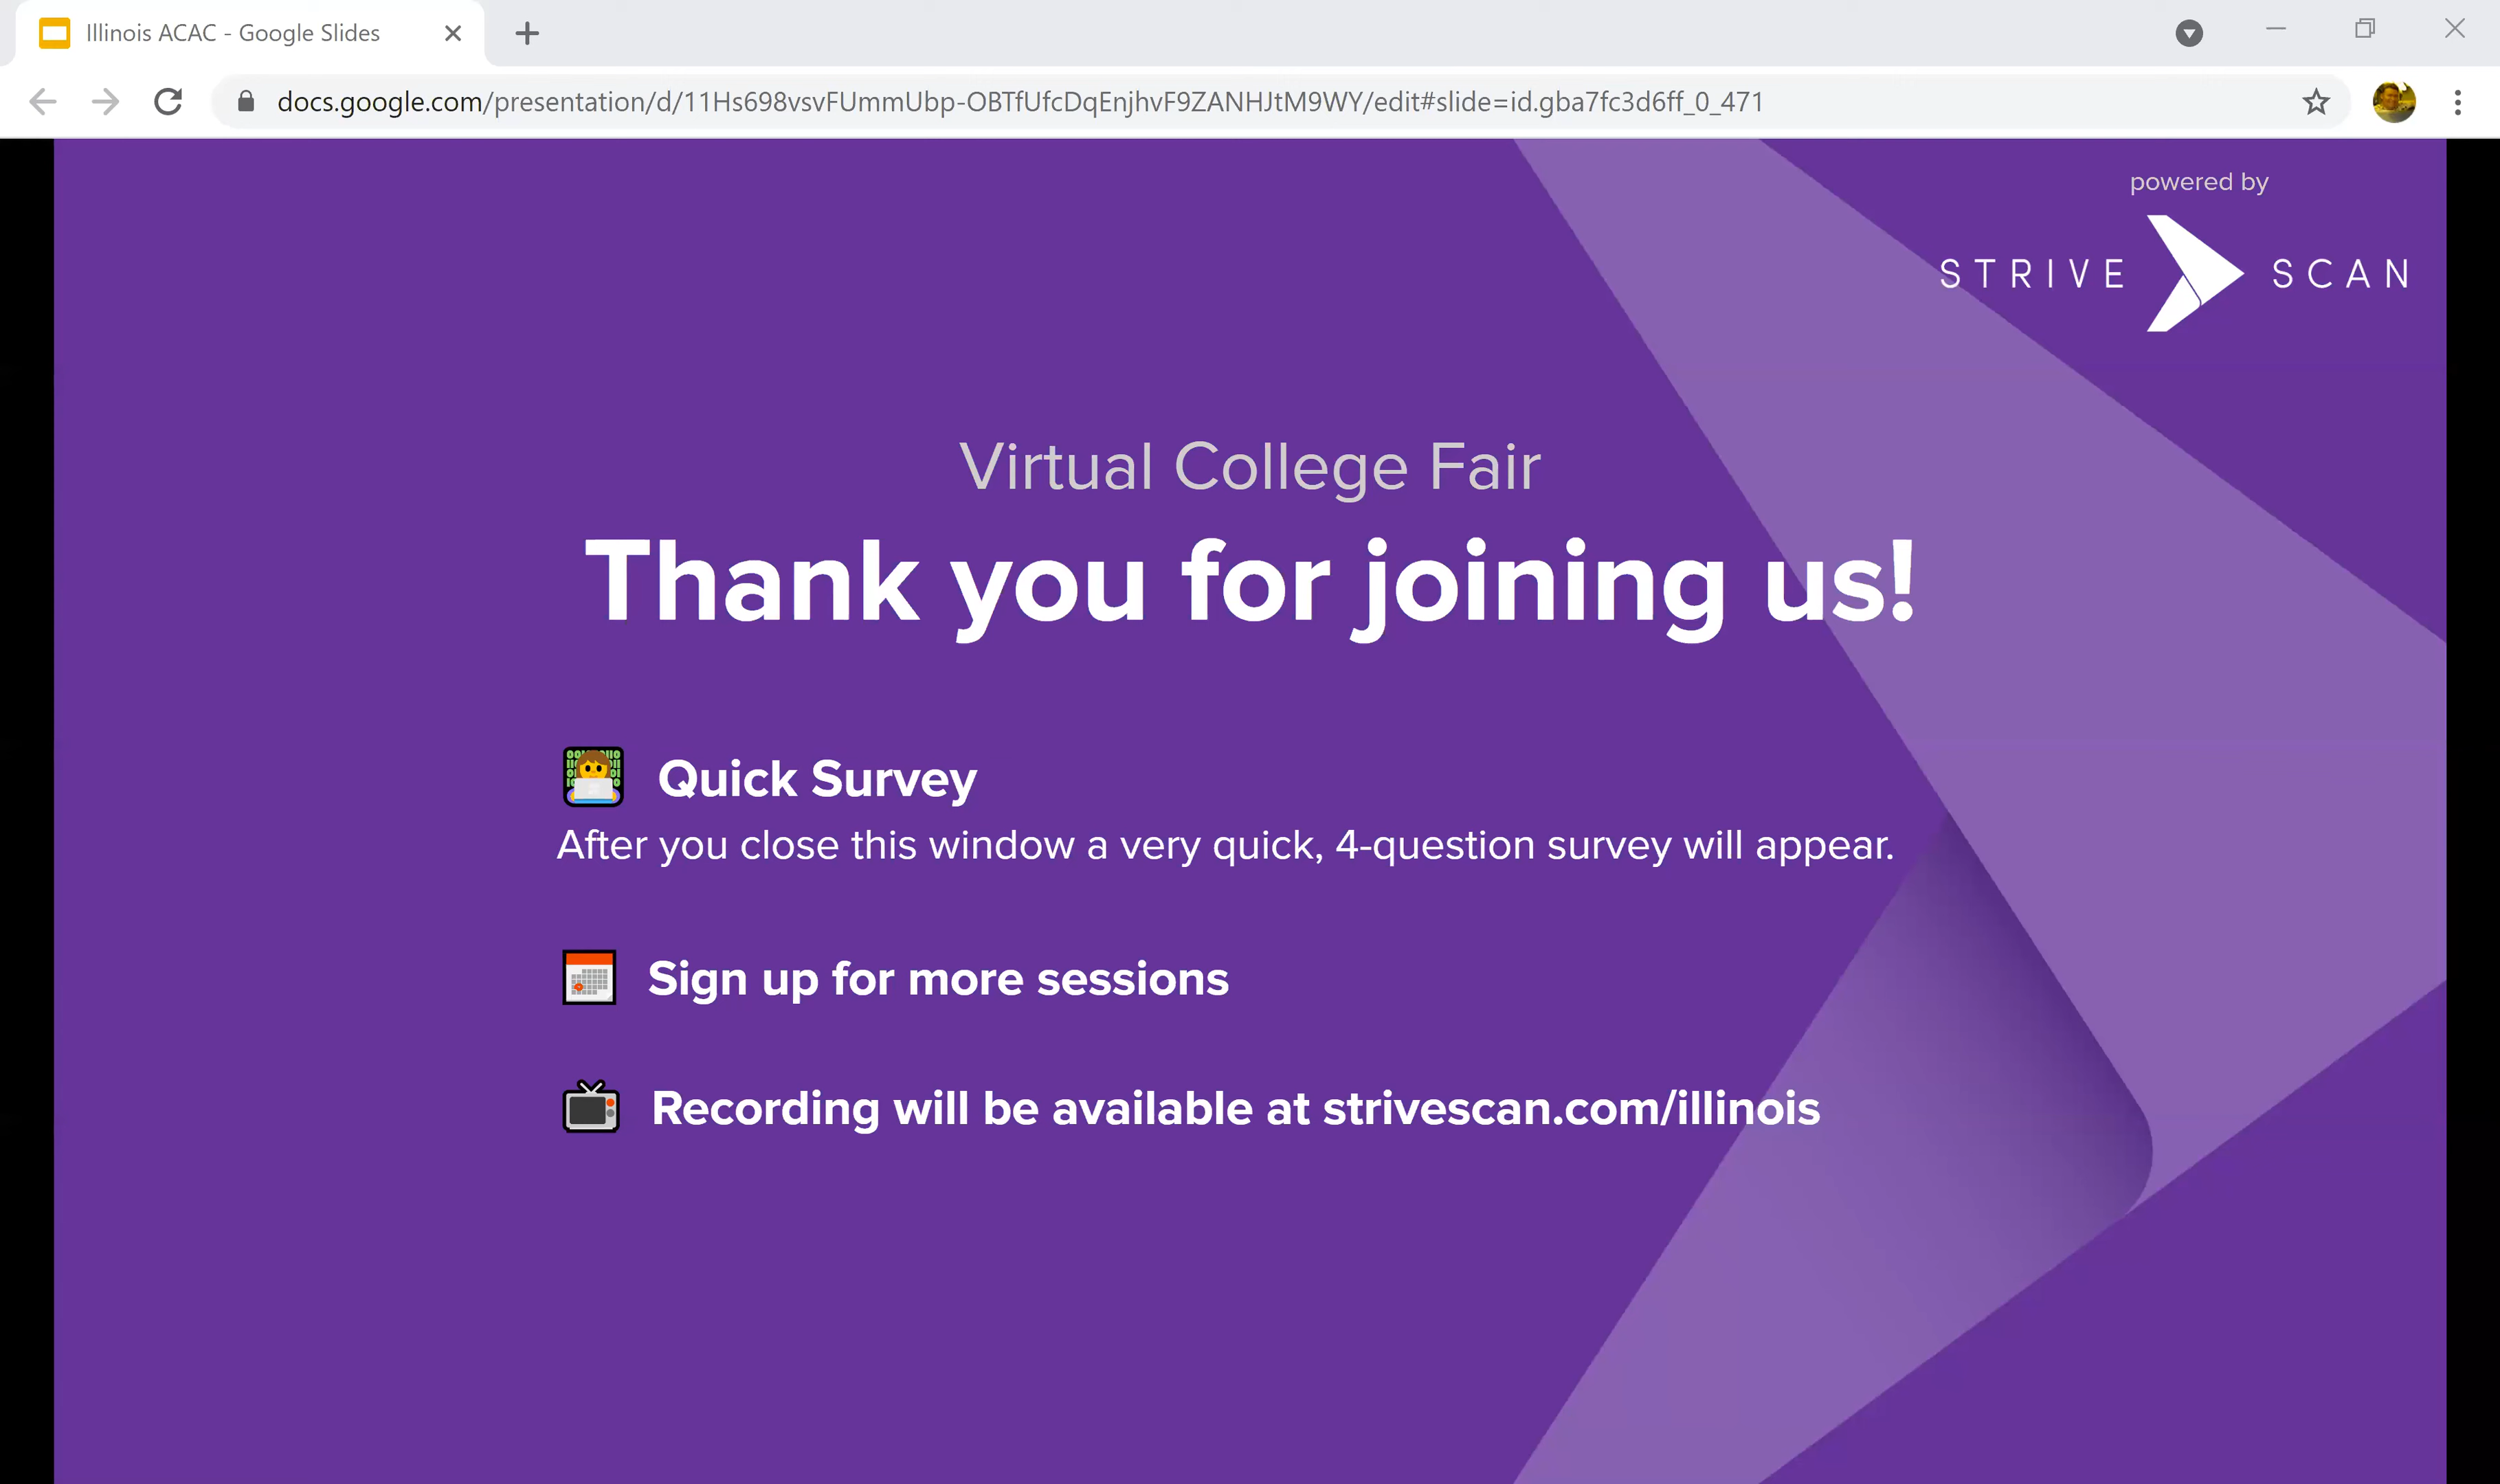 Illinois ACAC - Google Slides
docs.google.com/presentation/d/11Hs698vsvFUmmUbp-OBTfUfcDqEnjhvF9ZANHJtM9WY/edit#slide=id.gba7fc3d6ff_0_471
powered by
STRIVE SCAN
Virtual College Fair
Thank you for joining us!
Quick Survey
After you close this window a very quick, 4-question survey will appear.
Sign up for more sessions
Recording will be available at strivescan.com/illinois